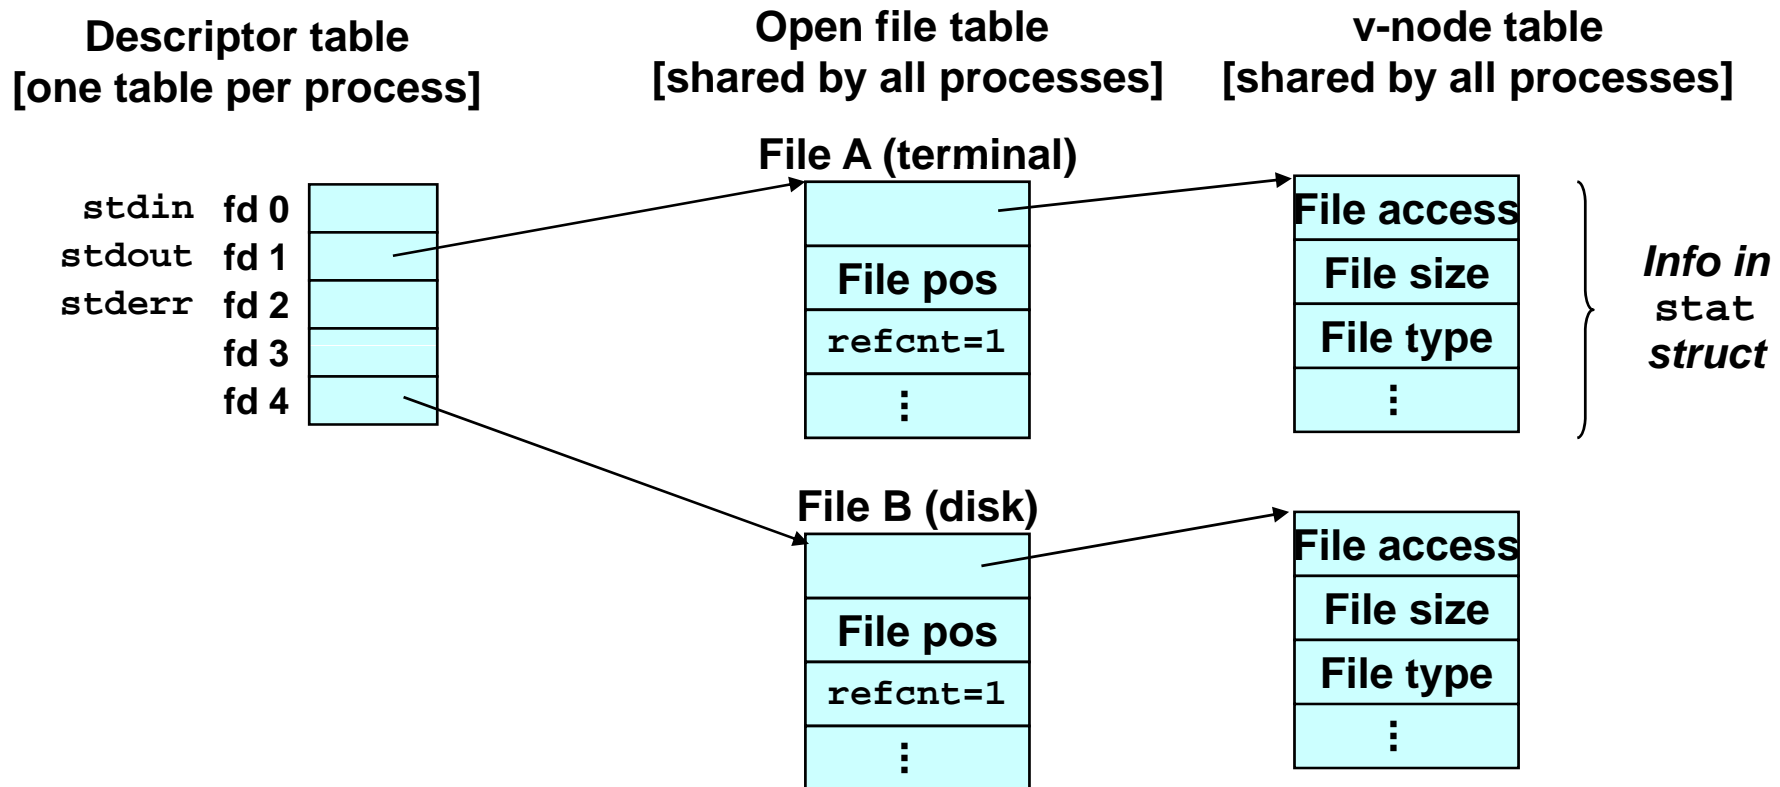 Descriptor table
[one table per process]
Open file table
[shared by all processes]
v-node table
[shared by all processes]
stdin fd 0
stdout fd 1
stderr fd 2
fd 3
fd 4
File A (terminal)
File pos
refcnt=1
⋮
File access
File size
File type
⋮
Info in
stat
struct
File B (disk)
File pos
refcnt=1
⋮
File access
File size
File type
⋮